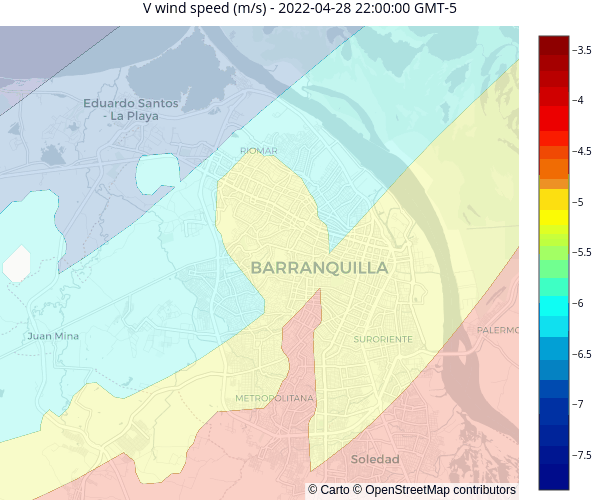 V wind speed (m/s) - 2022-04-28 22:00:00 GMT-5
Eduardo Santos
- La Playa
RIOMAR
BARRANQUILLA
Juan Mina
SURORIENTE
PALERMO
METROPOLITANA
Soledad
© Carto © OpenStreetMap contributors
−3.5
−4
−4.5
−5
−5.5
−6
−6.5
−7
−7.5